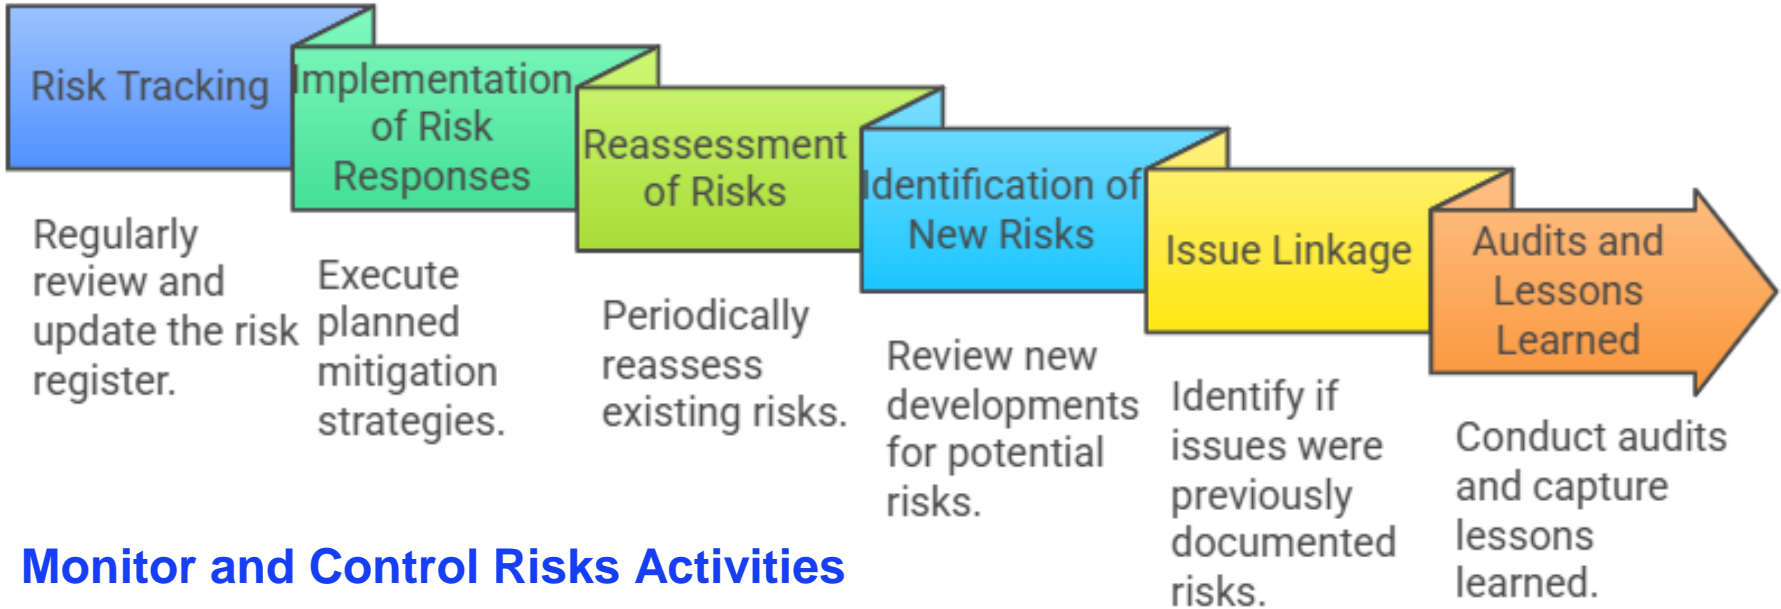 Risk Tracking
Regularly
review and
update the risk
register.
Implementation
of Risk
Responses
Execute
planned
mitigation
strategies.
Reassessment
of Risks
Periodically
reassess
existing risks.
Identification of
New Risks
Review new
developments
for potential
risks.
Issue Linkage
Identify if
issues were
previously
documented
risks.
Audits and
Lessons
Learned
Conduct audits
and capture
lessons
learned.
Monitor and Control Risks Activities